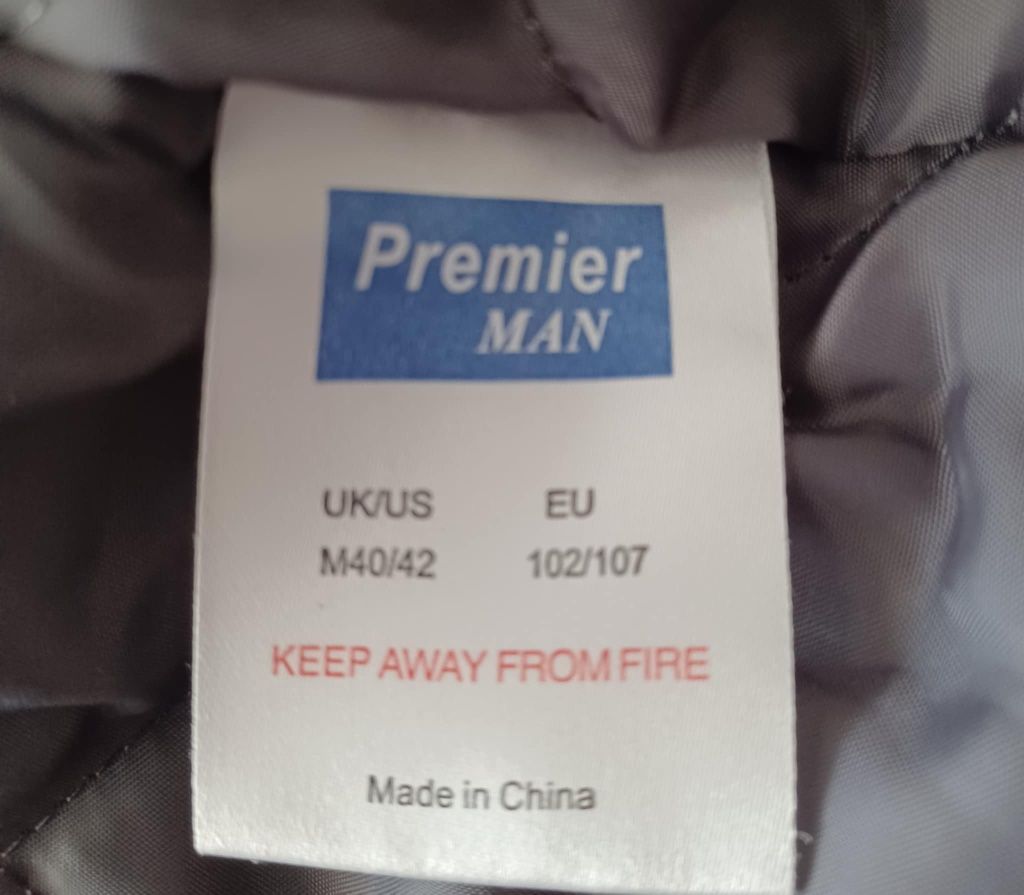 Premier
MAN
UK/US EU
M40/42 102/107
KEEP AWAY FROM FIRE
Made in China